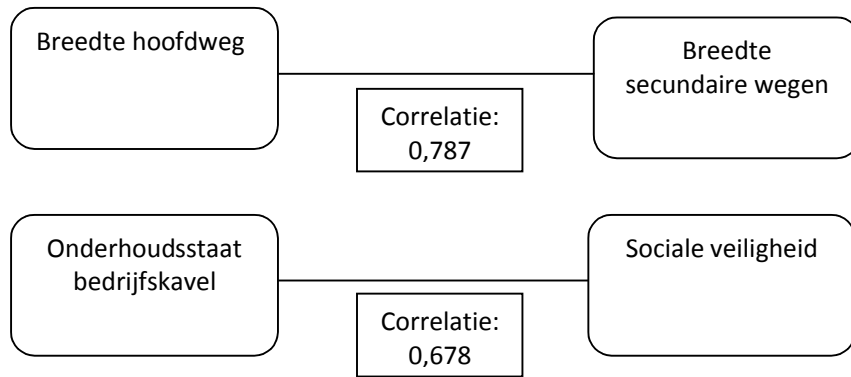 Breedte hoofdweg
Breedte
secundaire wegen
Correlatie:
0,787
Onderhoudsstaat
bedrijfskavel
Sociale veiligheid
Correlatie:
0,678